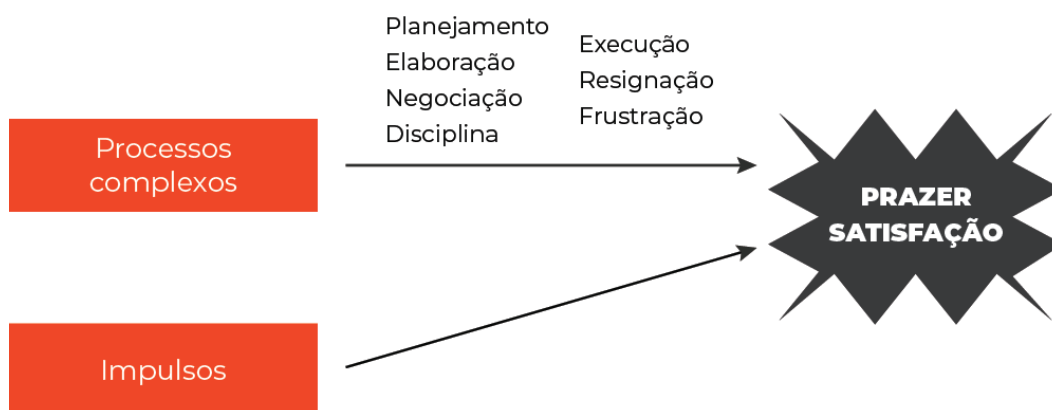 Planejamento
Elaboração
Negociação
Disciplina
Execução
Resignação
Frustração
Processos
complexos
PRAZER
SATISFAÇÃO
Impulsos